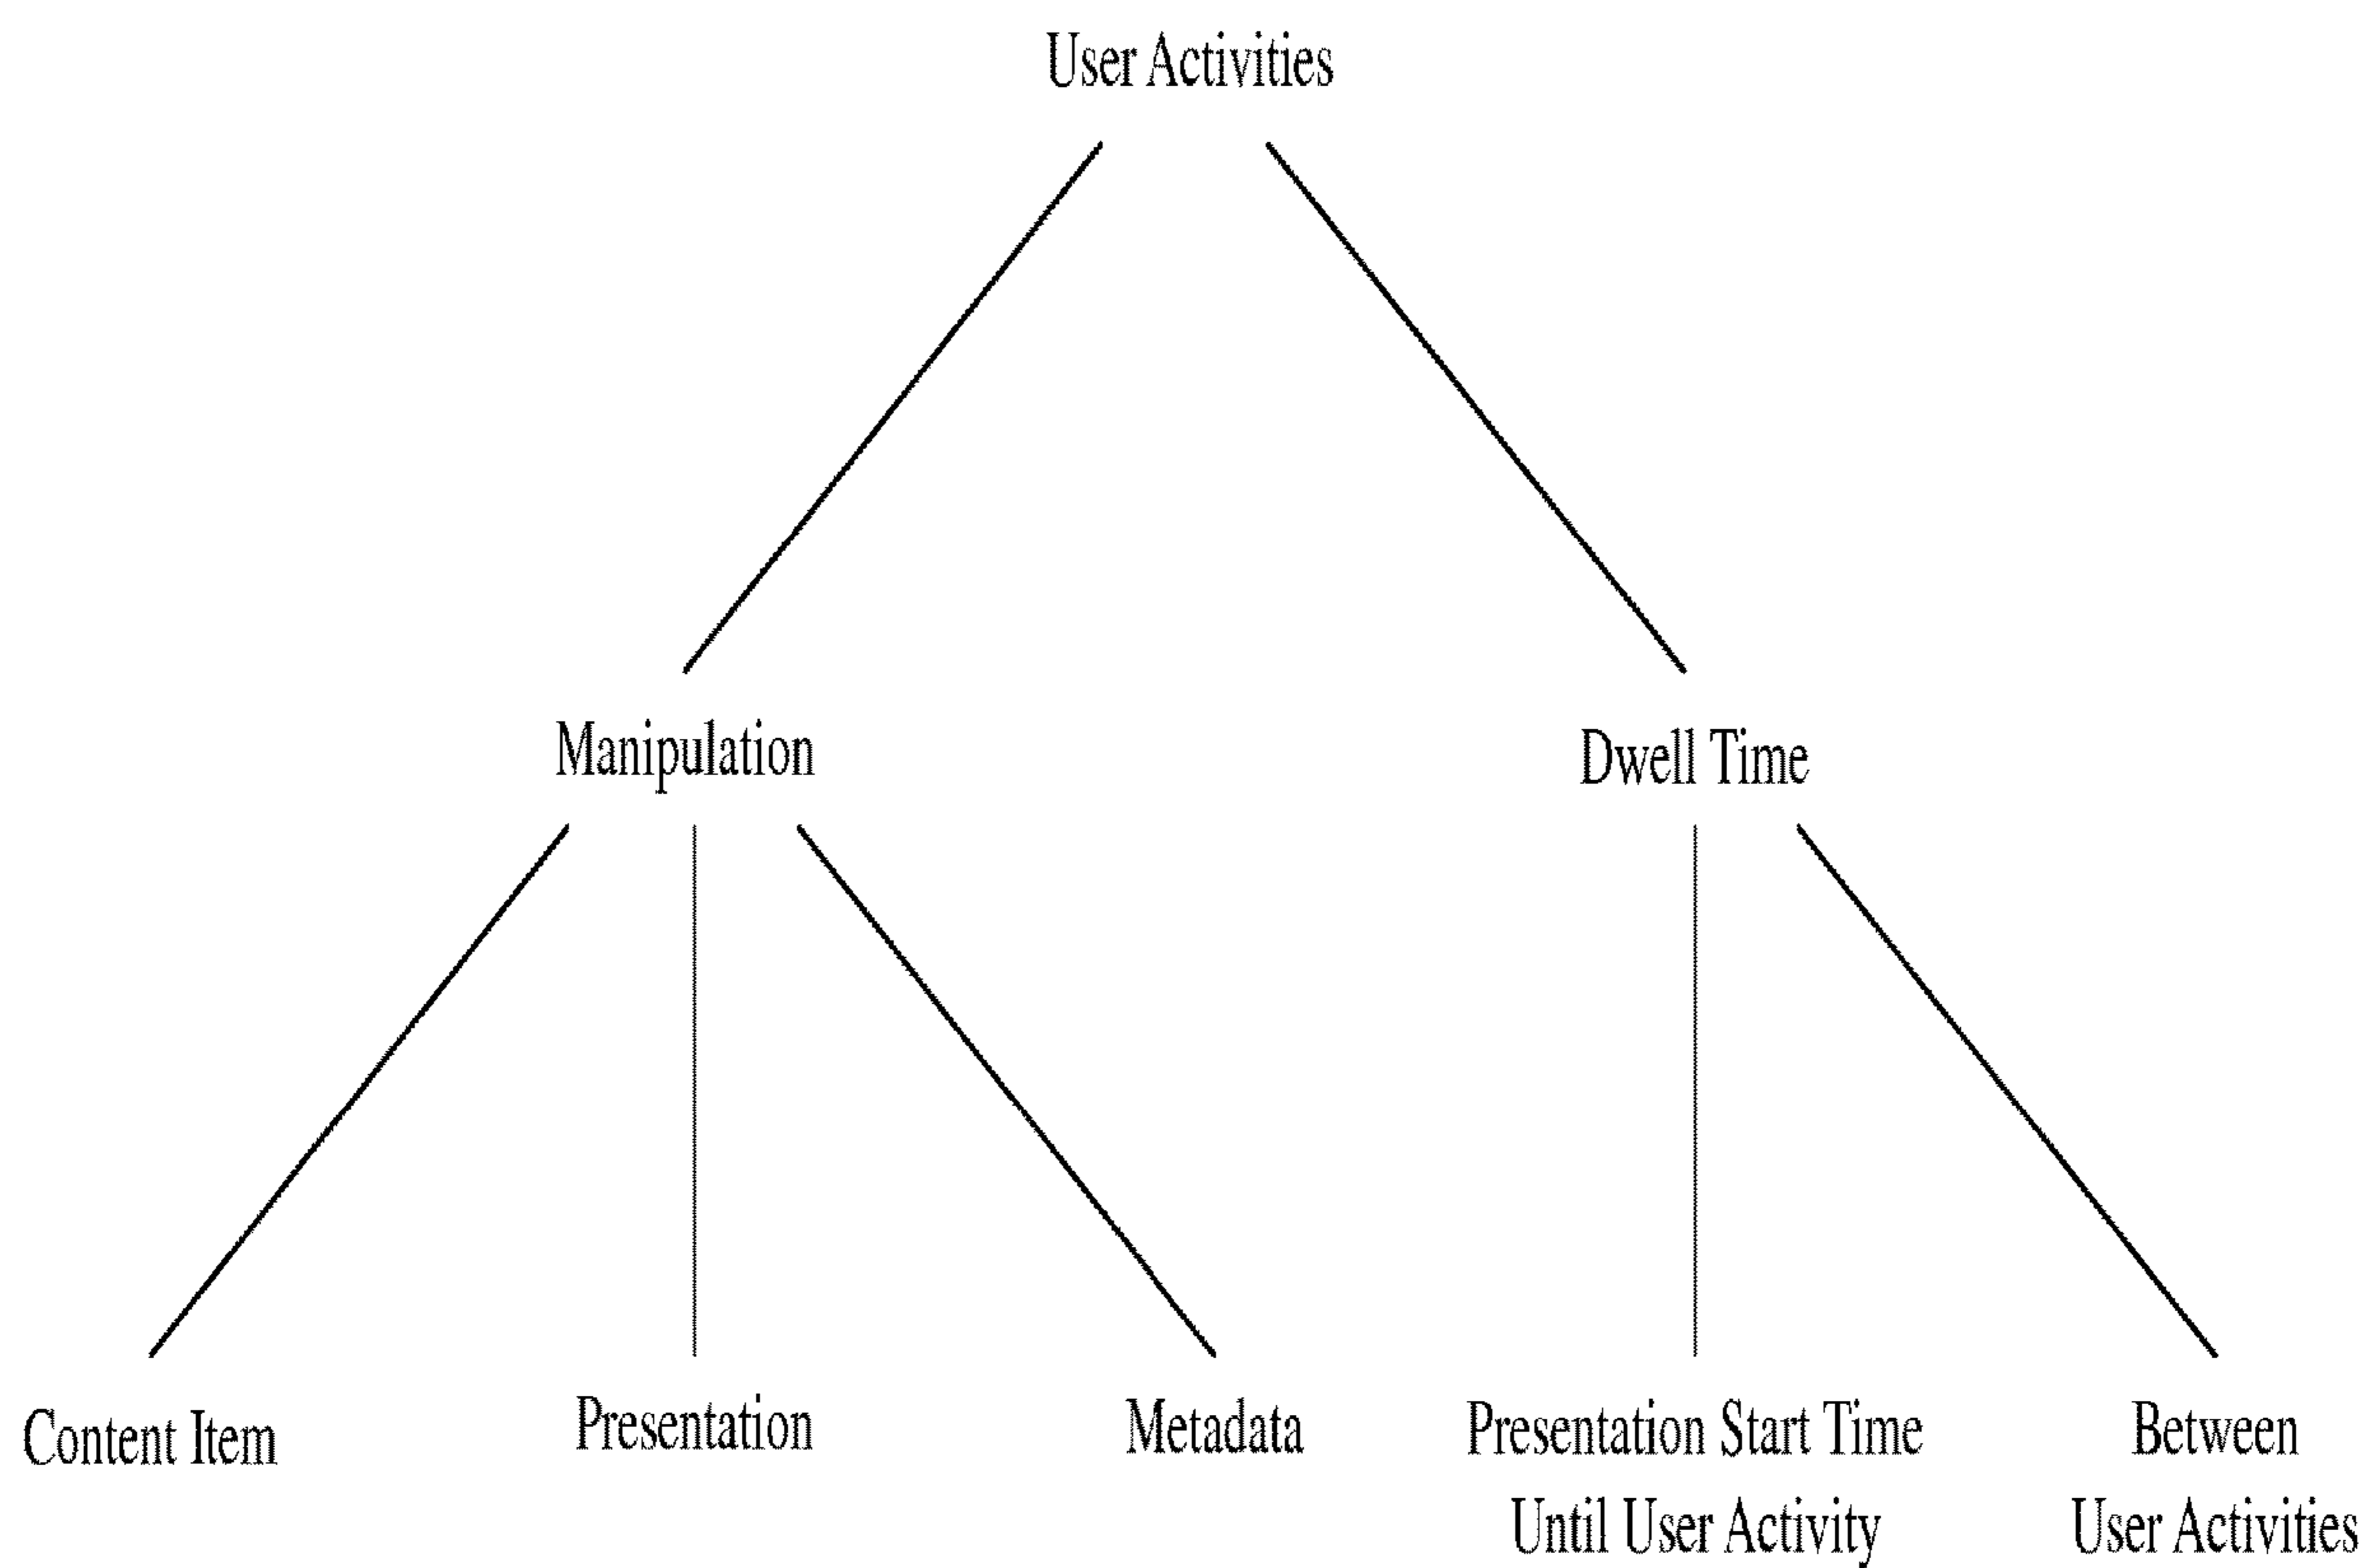 User Activities
Manipulation
Dwell Time
Content Item
Presentation
Metadata
Presentation Start Time
Until User Activity
Between
User Activities